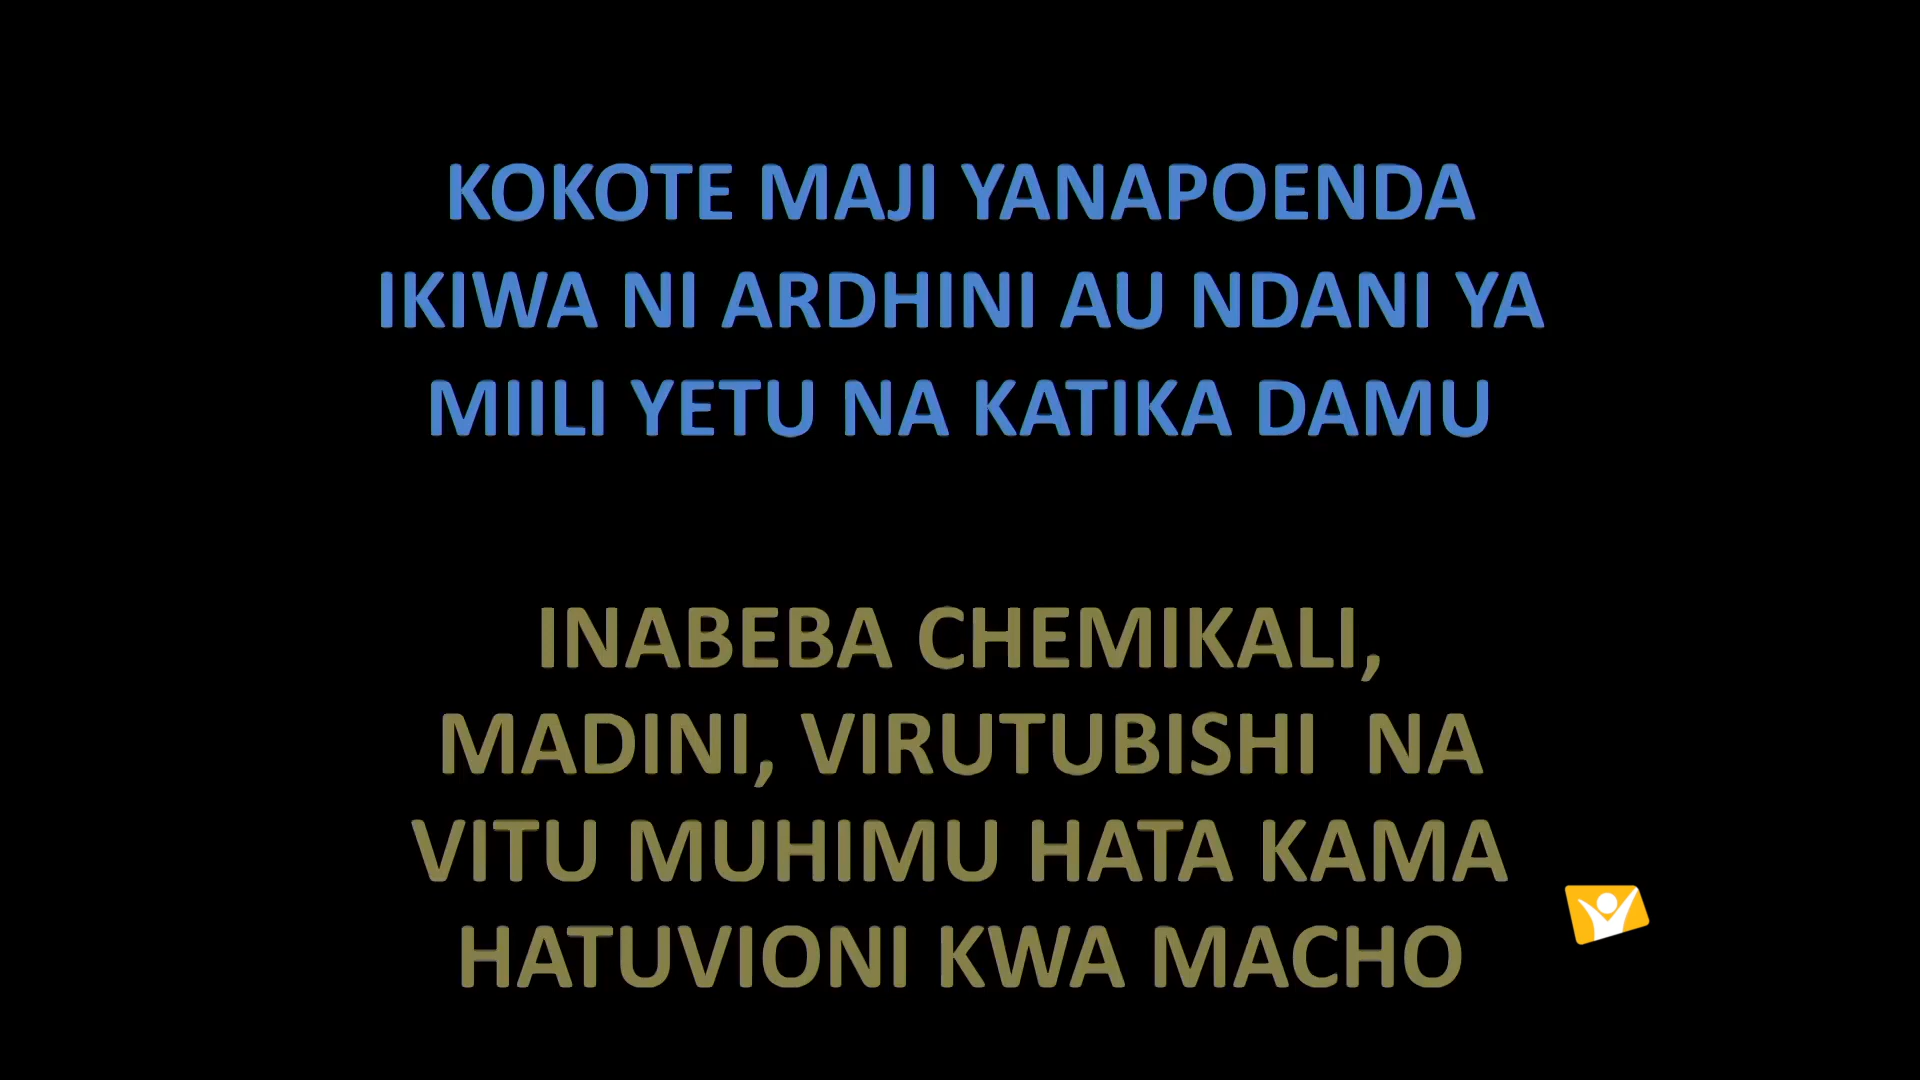 KOKOTE MAJI YANAPOENDA
IKIWA NI ARDHINI AU NDANI YA
MIILI YETU NA KATIKA DAMU
INABEBA CHEMIKALI,
MADINI, VIRUTUBISHI  NA
VITU MUHIMU HATA KAMA
HATUVIONI KWA MACHO